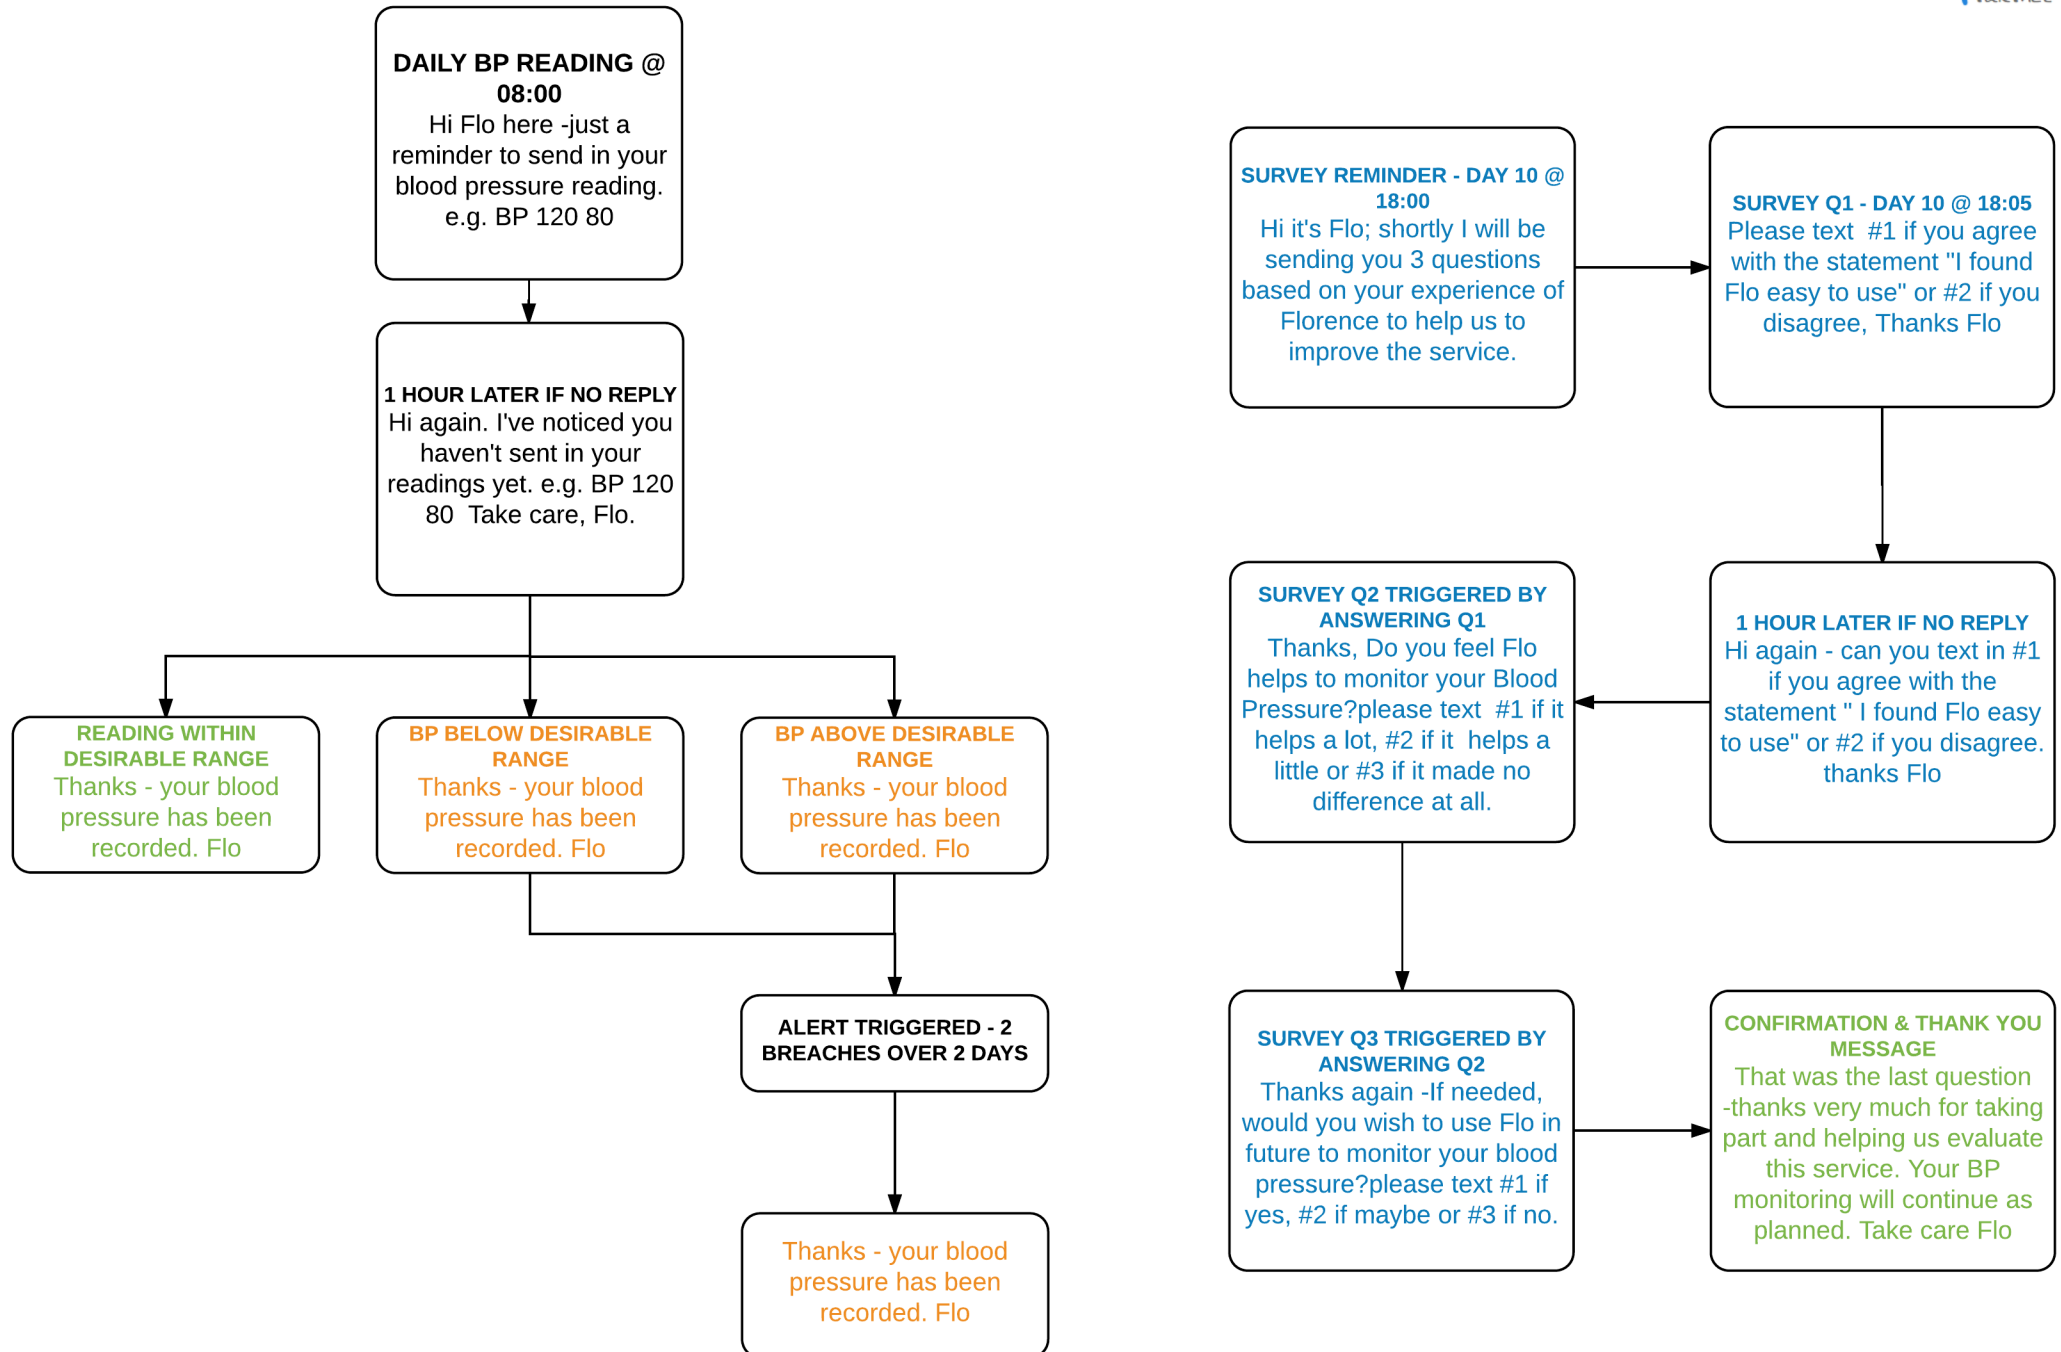 DAILY BP READING @
08:00
Hi Flo here -just a
reminder to send in your
blood pressure reading.
e.g. BP 120 80
1 HOUR LATER IF NO REPLY
Hi again. I've noticed you
haven't sent in your
readings yet. e.g. BP 120
80  Take care, Flo.
READING WITHIN
DESIRABLE RANGE
Thanks - your blood
pressure has been
recorded. Flo
BP BELOW DESIRABLE
RANGE
Thanks - your blood
pressure has been
recorded. Flo
BP ABOVE DESIRABLE
RANGE
Thanks - your blood
pressure has been
recorded. Flo
ALERT TRIGGERED - 2
BREACHES OVER 2 DAYS
Thanks - your blood
pressure has been
recorded. Flo
SURVEY REMINDER - DAY 10 @
18:00
Hi it's Flo; shortly I will be
sending you 3 questions
based on your experience of
Florence to help us to
improve the service.
SURVEY Q1 - DAY 10 @ 18:05
Please text  #1 if you agree
with the statement "I found
Flo easy to use" or #2 if you
disagree, Thanks Flo
1 HOUR LATER IF NO REPLY
Hi again - can you text in #1
if you agree with the
statement " I found Flo easy
to use" or #2 if you disagree.
thanks Flo
SURVEY Q2 TRIGGERED BY
ANSWERING Q1
Thanks, Do you feel Flo
helps to monitor your Blood
Pressure?please text  #1 if it
helps a lot, #2 if it  helps a
little or #3 if it made no
difference at all.
SURVEY Q3 TRIGGERED BY
ANSWERING Q2
Thanks again -If needed,
would you wish to use Flo in
future to monitor your blood
pressure?please text #1 if
yes, #2 if maybe or #3 if no.
CONFIRMATION & THANK YOU
MESSAGE
That was the last question
-thanks very much for taking
part and helping us evaluate
this service. Your BP
monitoring will continue as
planned. Take care Flo